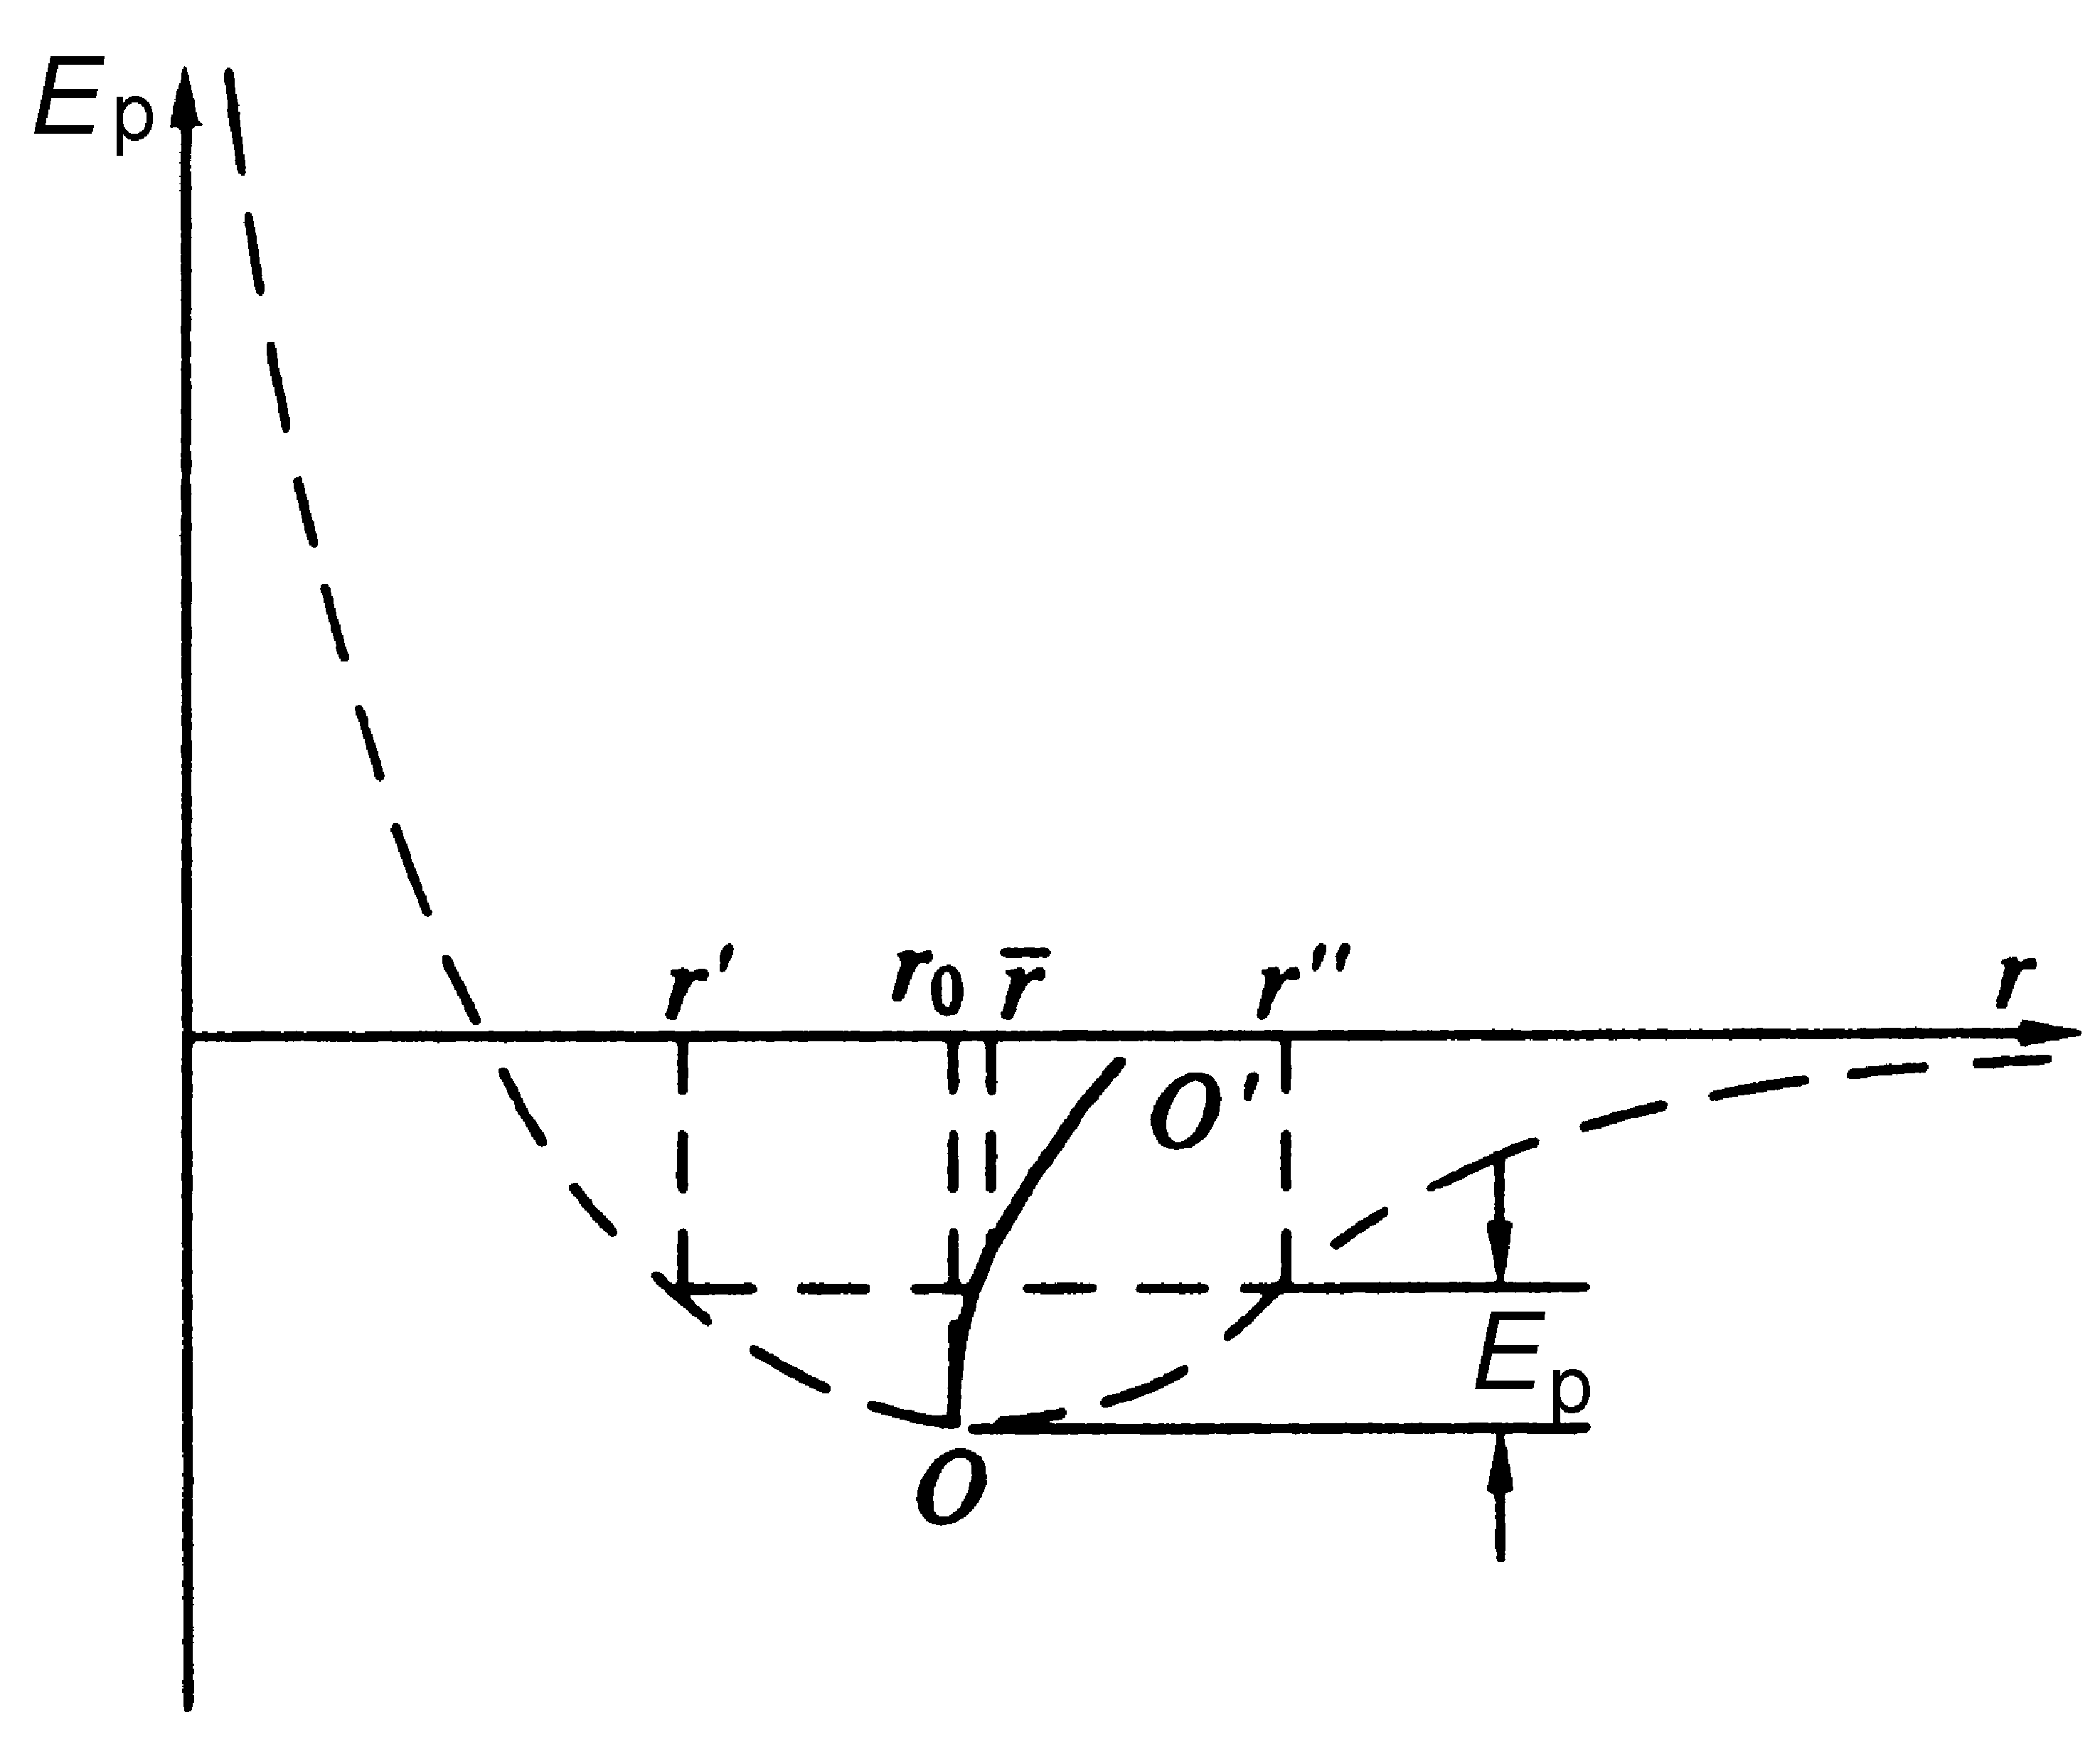 Eₚ
r′ r₀ r̄ r″ r
O′
Eₚ
O